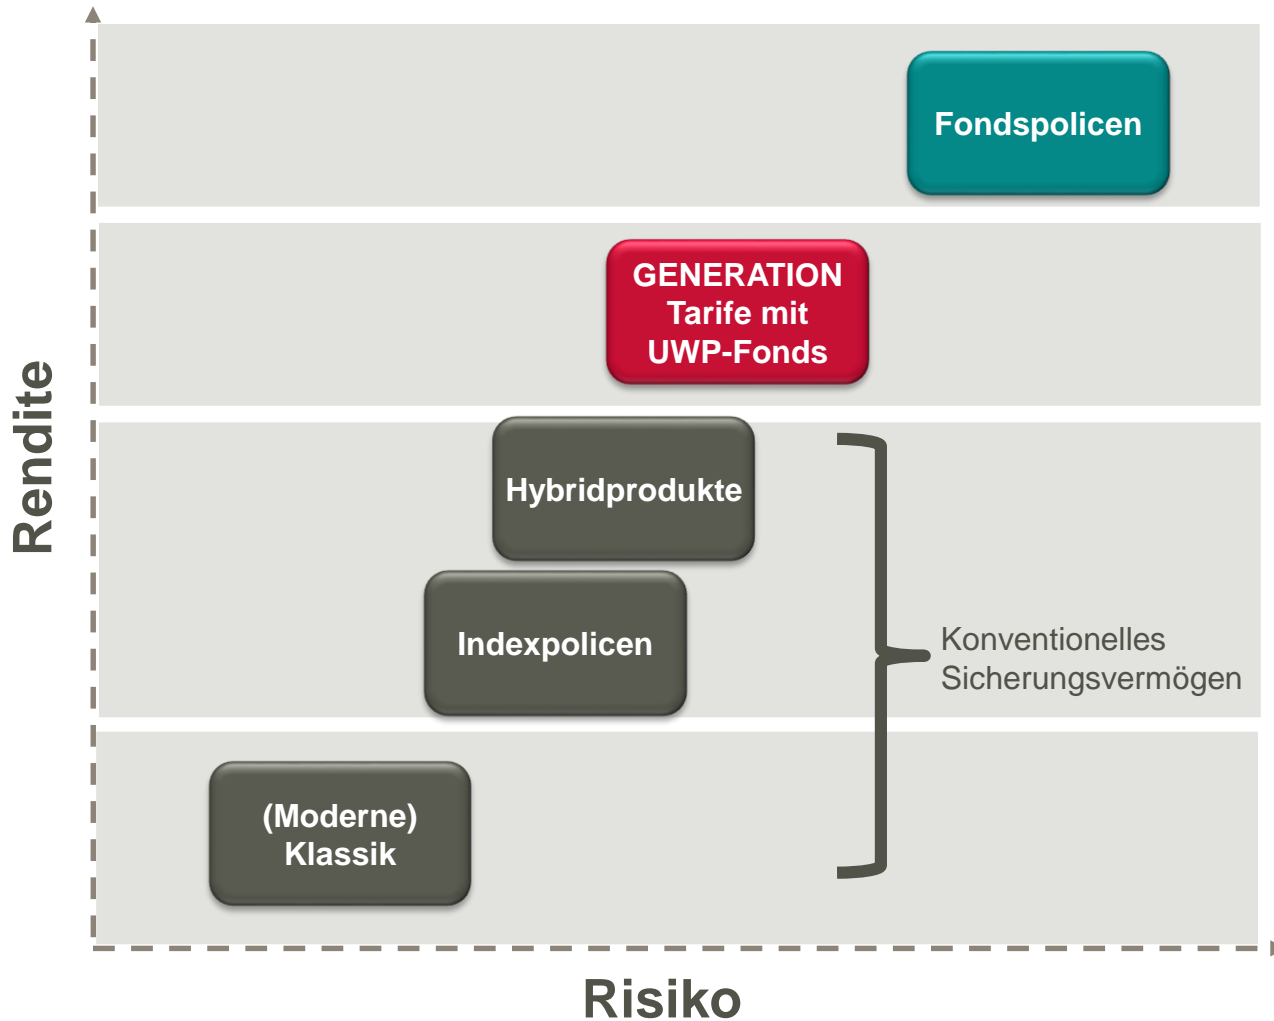 Fondspolicen
GENERATION
Tarife mit
UWP-Fonds
Rendite
Hybridprodukte
Indexpolicen
Konventionelles
Sicherungsvermögen
(Moderne)
Klassik
Risiko